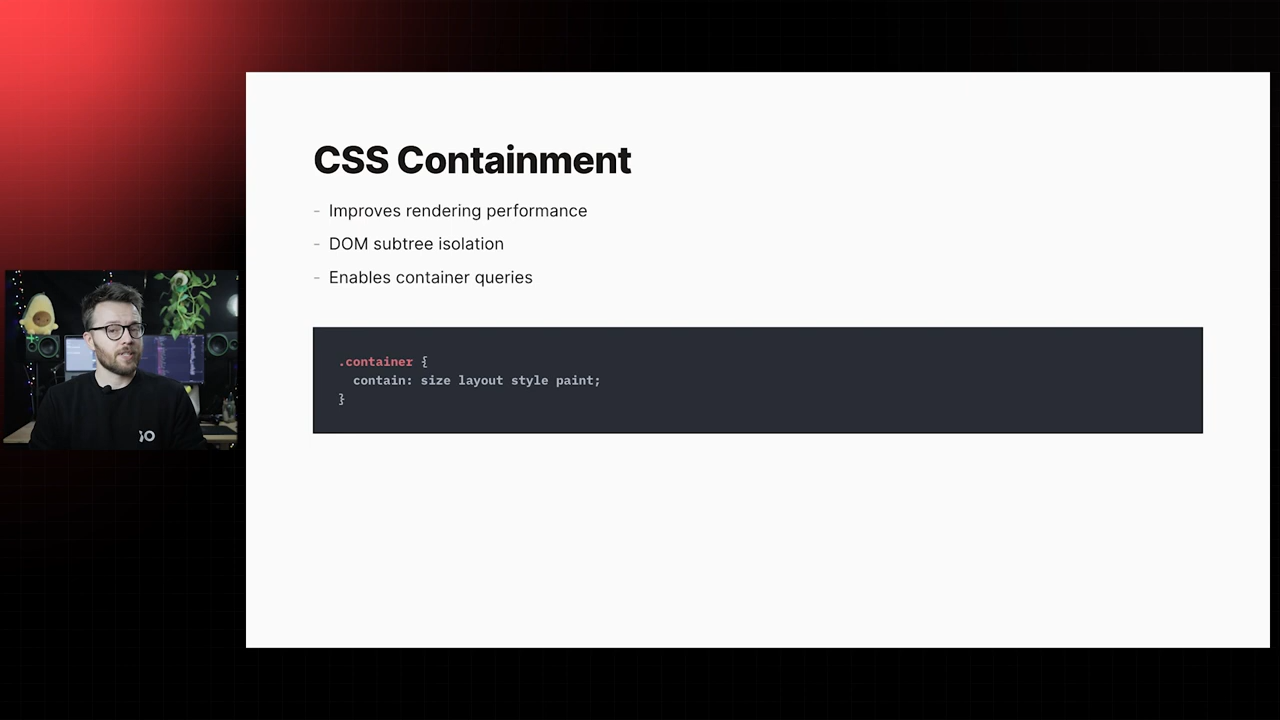 CSS Containment
- Improves rendering performance
- DOM subtree isolation
- Enables container queries
.container {
  contain: size layout style paint;
}